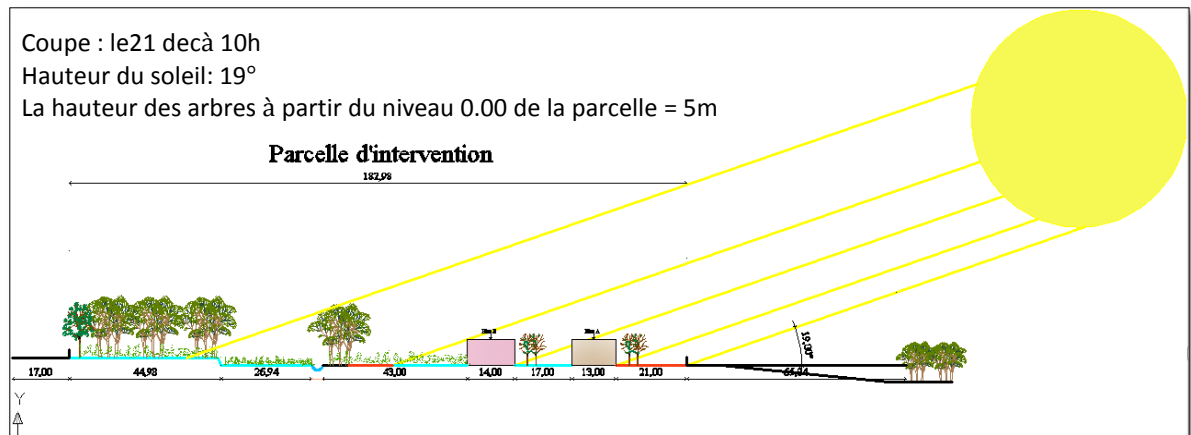 Coupe : le21 decà 10h
Hauteur du soleil: 19°
La hauteur des arbres à partir du niveau 0.00 de la parcelle = 5m
Parcelle d'intervention
182,98
19,00°
17,00 44,98 26,94 43,00 14,00 17,00 13,00 21,00
Y